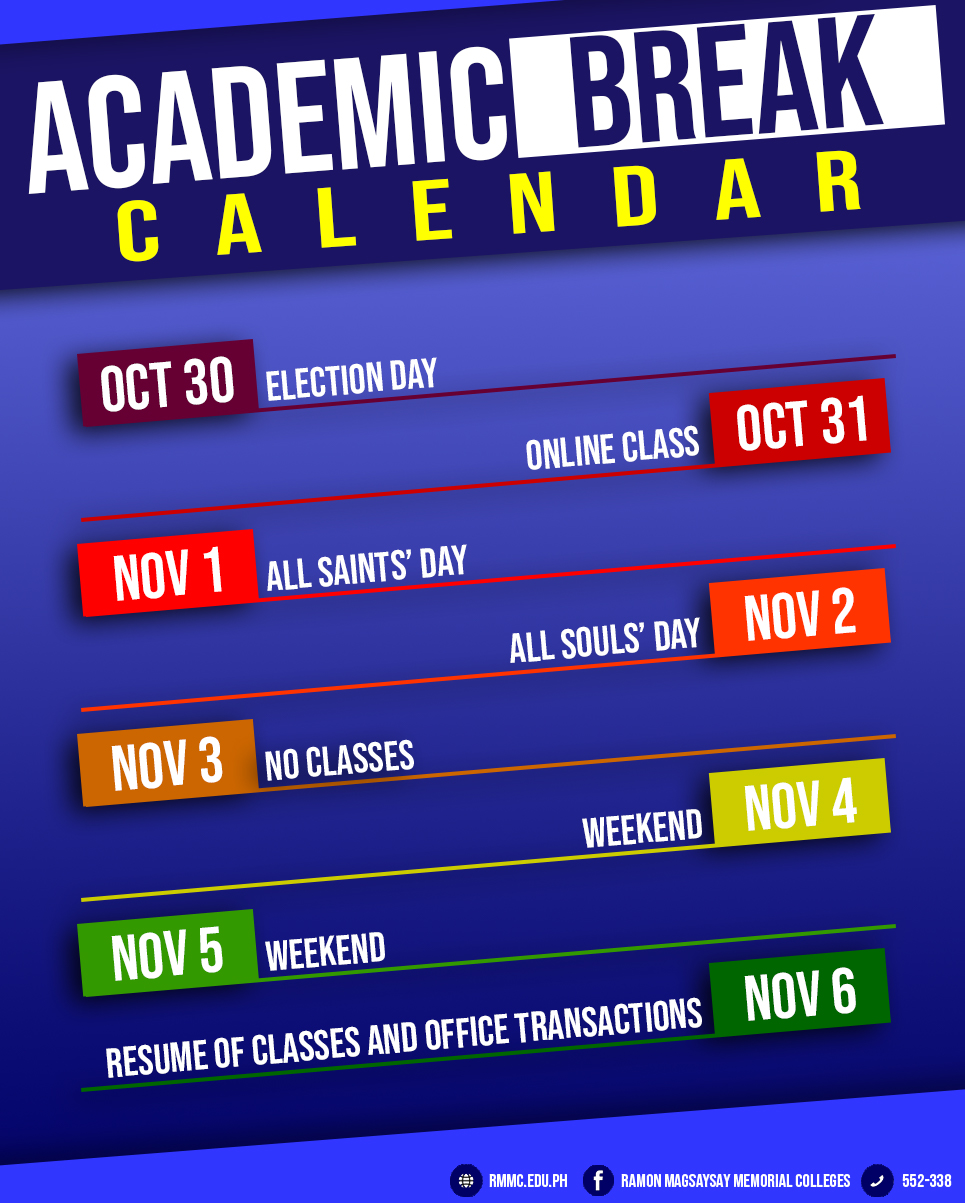 ACADEMIC BREAK
CALENDAR
OCT 30 ELECTION DAY
ONLINE CLASS OCT 31
NOV 1 ALL SAINTS’ DAY
ALL SOULS’ DAY NOV 2
NOV 3 NO CLASSES
WEEKEND NOV 4
NOV 5 WEEKEND
RESUME OF CLASSES AND OFFICE TRANSACTIONS NOV 6
RMMC.EDU.PH RAMON MAGSAYSAY MEMORIAL COLLEGES 552-338